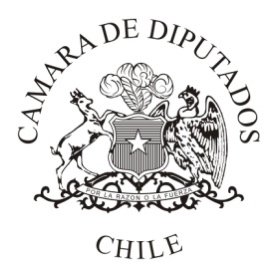 CAMARA DE DIPUTADOS
POR LA RAZON O LA FUERZA
CHILE